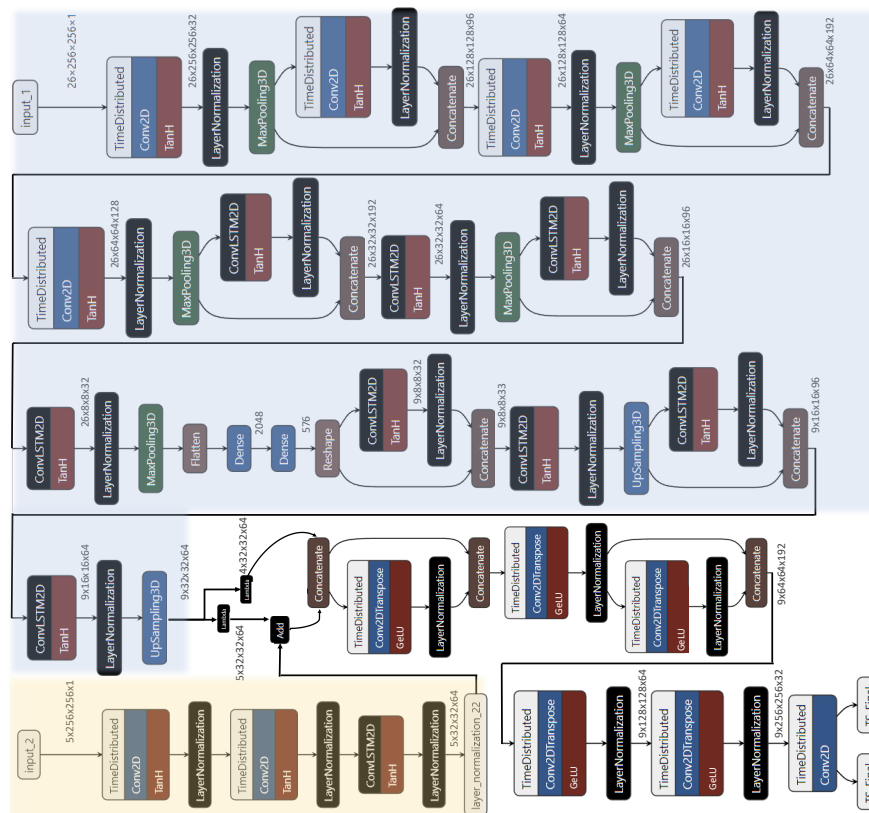 input_1
26×256×256×1
TimeDistributed
Conv2D
TanH
26x256x256x32
LayerNormalization
MaxPooling3D
TimeDistributed
Conv2D
TanH
LayerNormalization
Concatenate
26x128x128x96
TimeDistributed
Conv2D
TanH
26x128x128x64
LayerNormalization
MaxPooling3D
TimeDistributed
Conv2D
TanH
LayerNormalization
Concatenate
26x64x64x192
TimeDistributed
Conv2D
TanH
26x64x64x128
LayerNormalization
MaxPooling3D
ConvLSTM2D
TanH
LayerNormalization
Concatenate
26x32x32x192
ConvLSTM2D
TanH
26x32x32x64
LayerNormalization
MaxPooling3D
ConvLSTM2D
TanH
LayerNormalization
Concatenate
26x16x16x96
ConvLSTM2D
TanH
26x8x8x32
LayerNormalization
MaxPooling3D
Flatten
Dense
2048
Dense
576
Reshape
ConvLSTM2D
TanH
9x8x8x32
LayerNormalization
Concatenate
9x8x8x33
ConvLSTM2D
TanH
LayerNormalization
UpSampling3D
ConvLSTM2D
TanH
LayerNormalization
Concatenate
9x16x16x96
ConvLSTM2D
TanH
9x16x16x64
LayerNormalization
UpSampling3D
9x32x32x64
Lambda
Lambda
5x32x32x64
4x32x32x64
Add
Concatenate
TimeDistributed
Conv2DTranspose
GeLU
LayerNormalization
Concatenate
TimeDistributed
Conv2DTranspose
GeLU
LayerNormalization
TimeDistributed
Conv2DTranspose
GeLU
LayerNormalization
Concatenate
9x64x64x192
input_2
5x256x256x1
TimeDistributed
Conv2D
TanH
LayerNormalization
TimeDistributed
Conv2D
TanH
LayerNormalization
ConvLSTM2D
TanH
LayerNormalization
5x32x32x64
layer_normalization_22
TimeDistributed
Conv2DTranspose
GeLU
LayerNormalization
9x128x128x64
TimeDistributed
Conv2DTranspose
GeLU
LayerNormalization
9x256x256x32
TimeDistributed
Conv2D